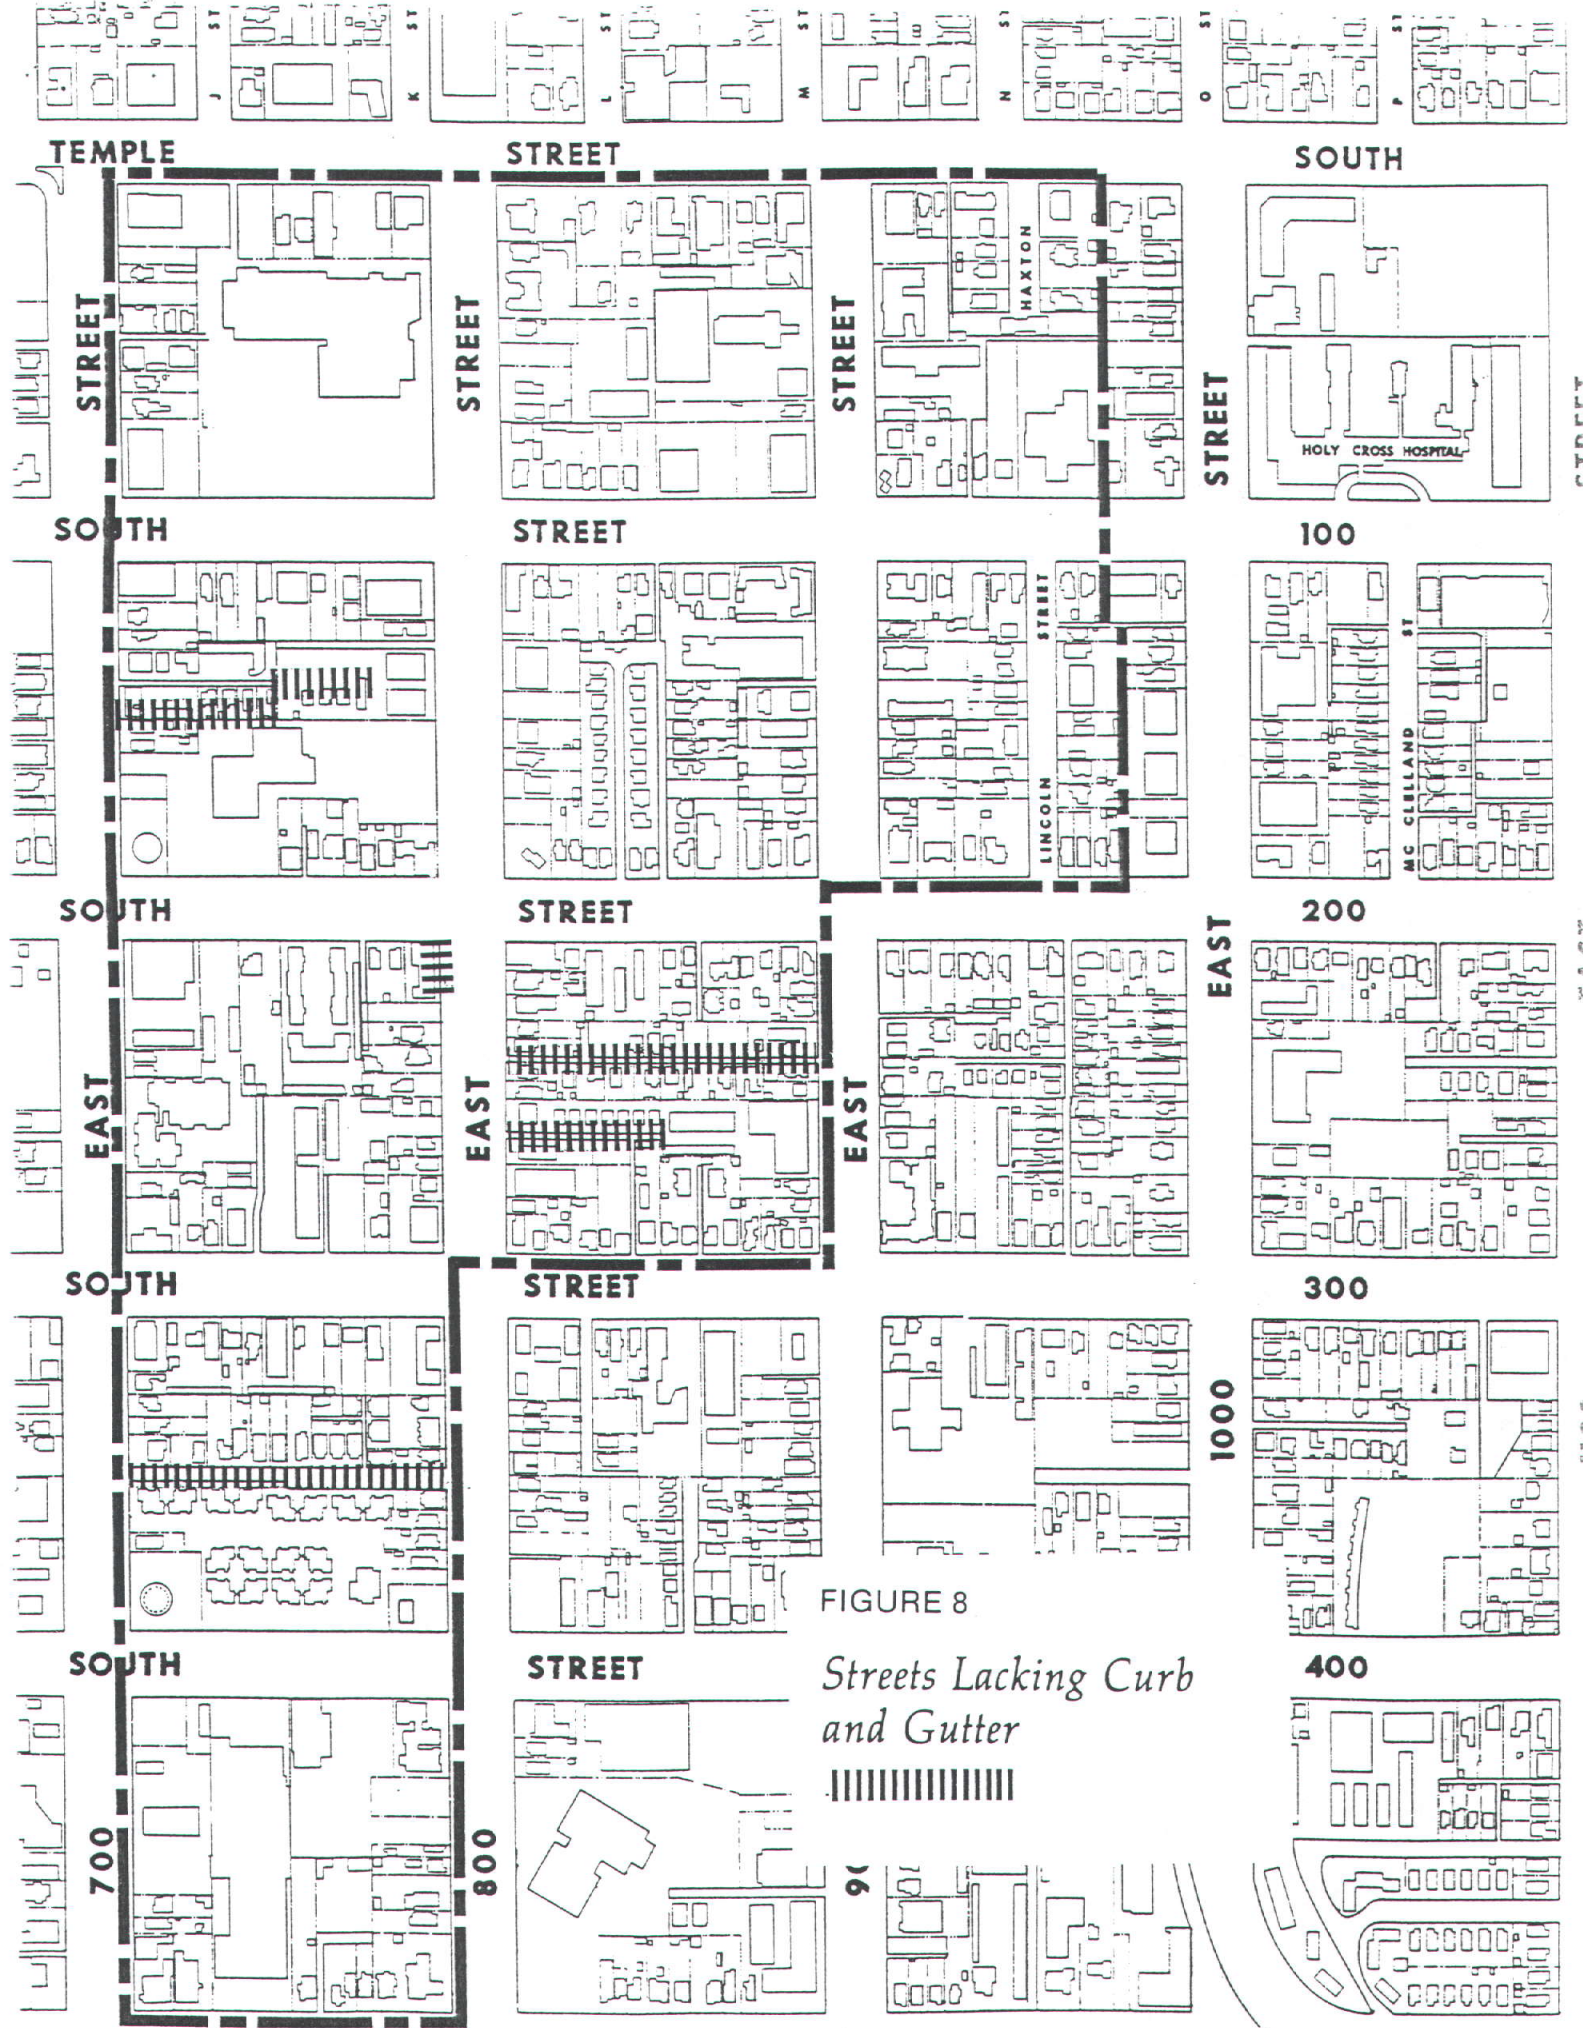 J ST
K ST
L ST
M ST
N ST
O ST
P ST
TEMPLE STREET SOUTH
HAXTON
STREET STREET STREET STREET
HOLY CROSS HOSPITAL
SOUTH STREET 100
STREET
LINCOLN
MC CLELLAND ST
SOUTH STREET 200
EAST EAST EAST EAST
SOUTH STREET 300
1000
FIGURE 8
SOUTH STREET 400
Streets Lacking Curb
and Gutter
700 800